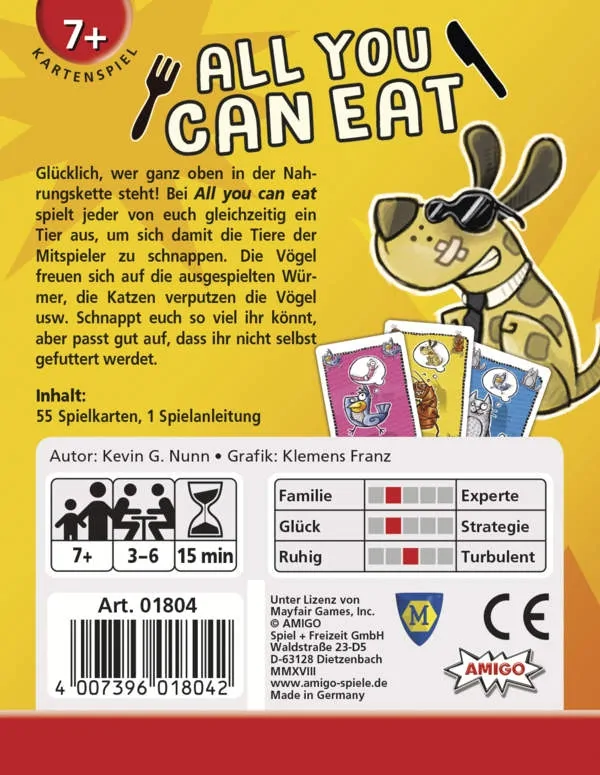 7+
KARTENSPIEL
ALL YOU
CAN EAT
Glücklich, wer ganz oben in der Nah-
rungskette steht! Bei All you can eat
spielt jeder von euch gleichzeitig ein
Tier aus, um sich damit die Tiere der
Mitspieler zu schnappen. Die Vögel
freuen sich auf die ausgespielten Wür-
mer, die Katzen verputzen die Vögel
usw. Schnappt euch so viel ihr könnt,
aber passt gut auf, dass ihr nicht selbst
gefuttert werdet.
Inhalt:
55 Spielkarten, 1 Spielanleitung
Autor: Kevin G. Nunn • Grafik: Klemens Franz
7+ 3–6 15 min
Familie Experte
Glück Strategie
Ruhig Turbulent
Art. 01804
4 007396 018042
Unter Lizenz von
Mayfair Games, Inc.
© AMIGO
Spiel + Freizeit GmbH
Waldstraße 23-D5
D-63128 Dietzenbach
MMXVIII
www.amigo-spiele.de
Made in Germany
M
CE
AMIGO